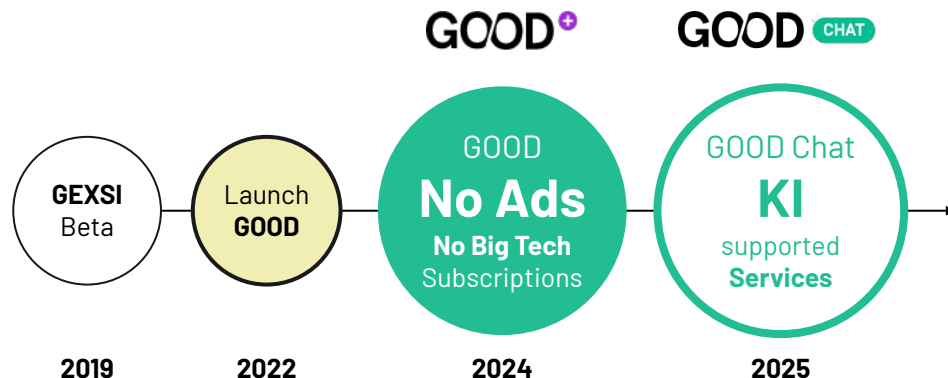 GOOD+
GOOD CHAT
GEXSI
Beta
Launch
GOOD
GOOD
No Ads
No Big Tech
Subscriptions
GOOD Chat
KI
supported
Services
2019
2022
2024
2025